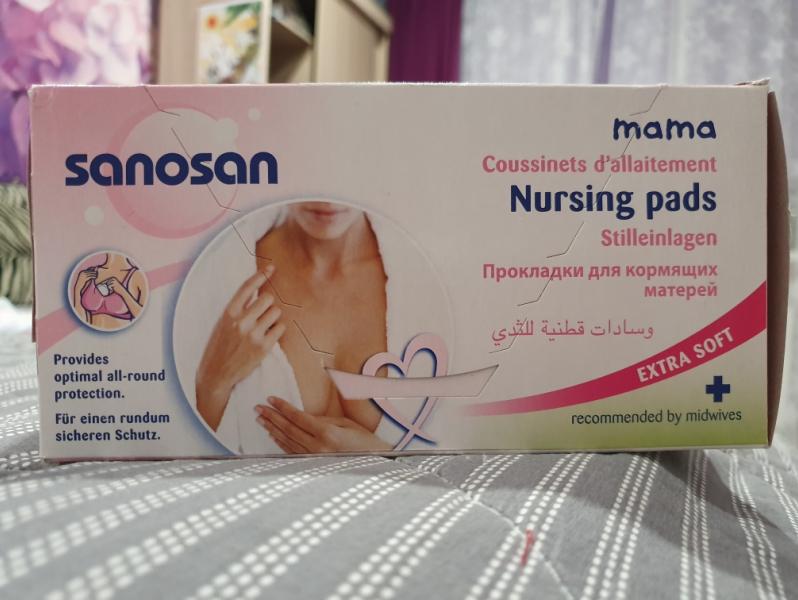 sanosan
mama
Coussinets d'allaitement
Nursing pads
Stilleinlagen
Прокладки для кормящих
матерей
وسادات قطنية للثدي
EXTRA SOFT
recommended by midwives
Provides
optimal all-round
protection.
Für einen rundum
sicheren Schutz.